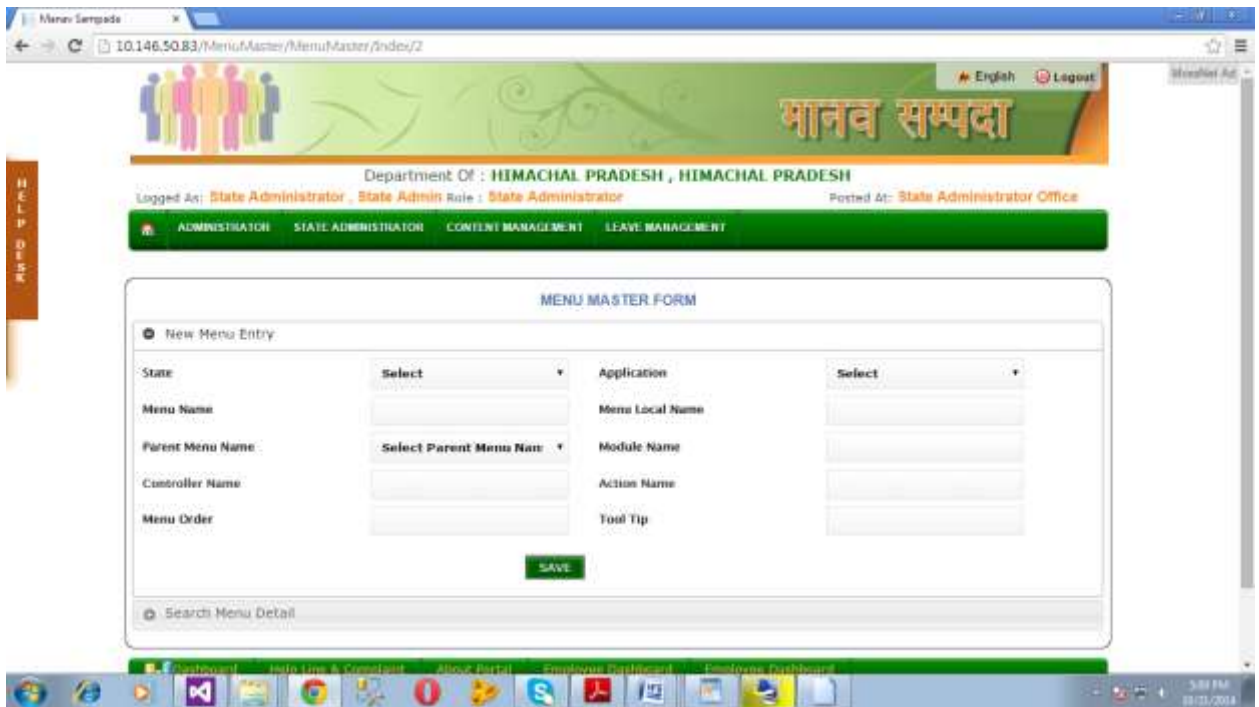 Manav Sampada
10.146.50.83/MenuMaster/MenuMaster/Index/2
English Logout
मानव सम्पदा
HELP DESK
Department Of : HIMACHAL PRADESH , HIMACHAL PRADESH
Logged As: State Administrator , State Admin Role : State Administrator Posted At: State Administrator Office
ADMINISTRATOR STATE ADMINISTRATOR CONTENT MANAGEMENT LEAVE MANAGEMENT
MENU MASTER FORM
New Menu Entry
State Select Application Select
Menu Name Menu Local Name
Parent Menu Name Select Parent Menu Nam Module Name
Controller Name Action Name
Menu Order Tool Tip
SAVE
Search Menu Detail
Dashboard Help Line & Complaint About Portal Employee Dashboard Employee Dashboard